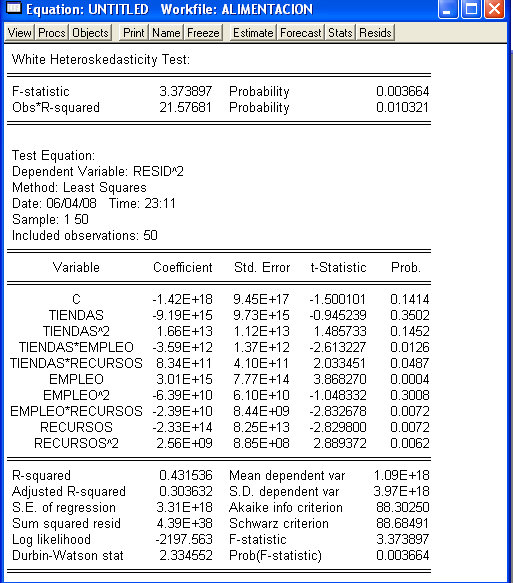 Equation: UNTITLED   Workfile: ALIMENTACION
View Procs Objects Print Name Freeze Estimate Forecast Stats Resids
White Heteroskedasticity Test:
F-statistic 3.373897 Probability 0.003664
Obs*R-squared 21.57681 Probability 0.010321
Test Equation:
Dependent Variable: RESID^2
Method: Least Squares
Date: 06/04/08   Time: 23:11
Sample: 1 50
Included observations: 50
Variable Coefficient Std. Error t-Statistic Prob.
C -1.42E+18 9.45E+17 -1.500101 0.1414
TIENDAS -9.19E+15 9.73E+15 -0.945239 0.3502
TIENDAS^2 1.66E+13 1.12E+13 1.485733 0.1452
TIENDAS*EMPLEO -3.59E+12 1.37E+12 -2.613227 0.0126
TIENDAS*RECURSOS 8.34E+11 4.10E+11 2.033451 0.0487
EMPLEO 3.01E+15 7.77E+14 3.868270 0.0004
EMPLEO^2 -6.39E+10 6.10E+10 -1.048332 0.3008
EMPLEO*RECURSOS -2.39E+10 8.44E+09 -2.832678 0.0072
RECURSOS -2.33E+14 8.25E+13 -2.829800 0.0072
RECURSOS^2 2.56E+09 8.85E+08 2.889372 0.0062
R-squared 0.431536 Mean dependent var 1.09E+18
Adjusted R-squared 0.303632 S.D. dependent var 3.97E+18
S.E. of regression 3.31E+18 Akaike info criterion 88.30250
Sum squared resid 4.39E+38 Schwarz criterion 88.68491
Log likelihood -2197.563 F-statistic 3.373897
Durbin-Watson stat 2.334552 Prob(F-statistic) 0.003664